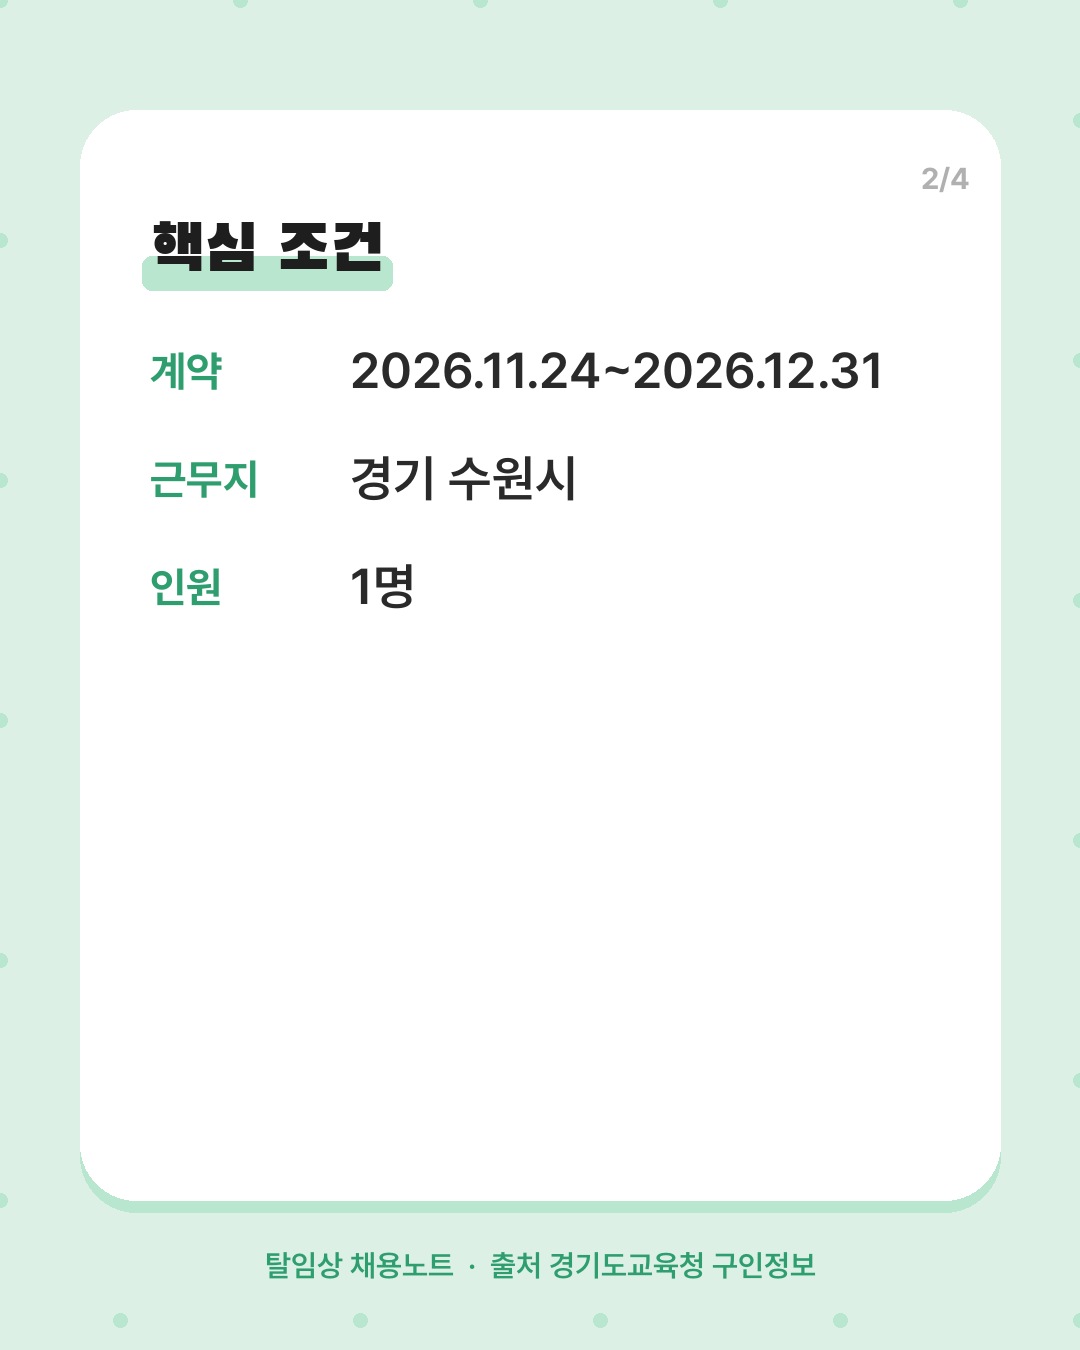 2/4
핵심 조건
계약 2026.11.24~2026.12.31
근무지 경기 수원시
인원 1명
탈임상 채용노트 · 출처 경기도교육청 구인정보